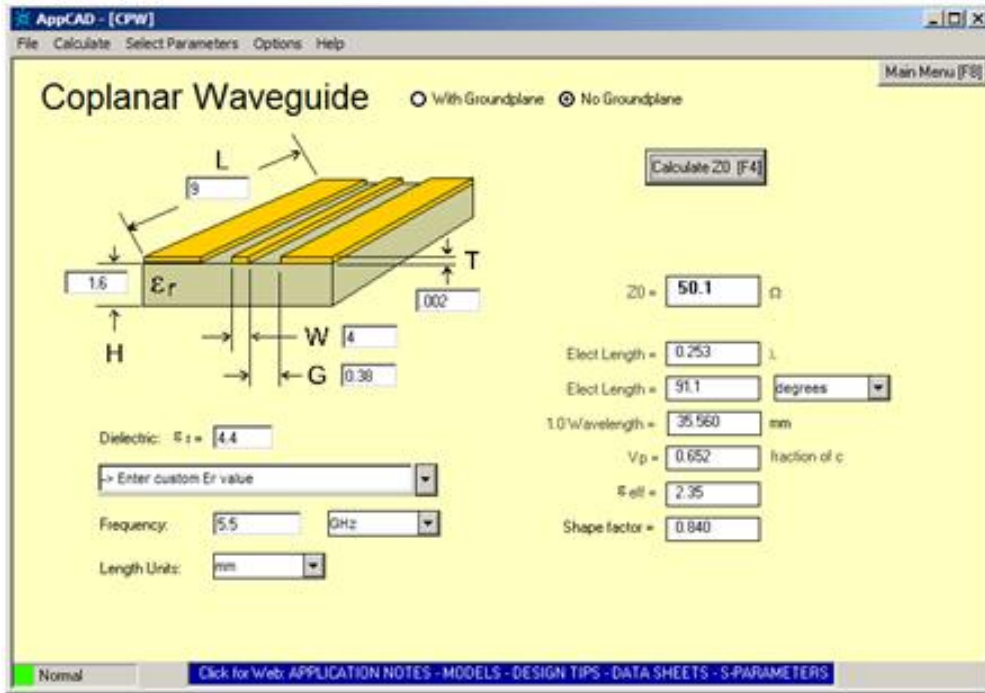 AppCAD - [CPW]
File Calculate Select Parameters Options Help
Main Menu [F8]
Coplanar Waveguide
With Groundplane No Groundplane
L
9
Calculate Z0 [F4]
1.6
εr
T
.002
H
W 4
G 0.38
Z0 = 50.1 Ω
Elect Length = 0.253 λ
Elect Length = 91.1 degrees
1.0 Wavelength = 35.560 mm
Vp = 0.652 fraction of c
εeff = 2.35
Shape factor = 0.840
Dielectric: εr = 4.4
-> Enter custom Er value
Frequency: 5.5 GHz
Length Units: mm
Normal
Click for Web: APPLICATION NOTES - MODELS - DESIGN TIPS - DATA SHEETS - S-PARAMETERS